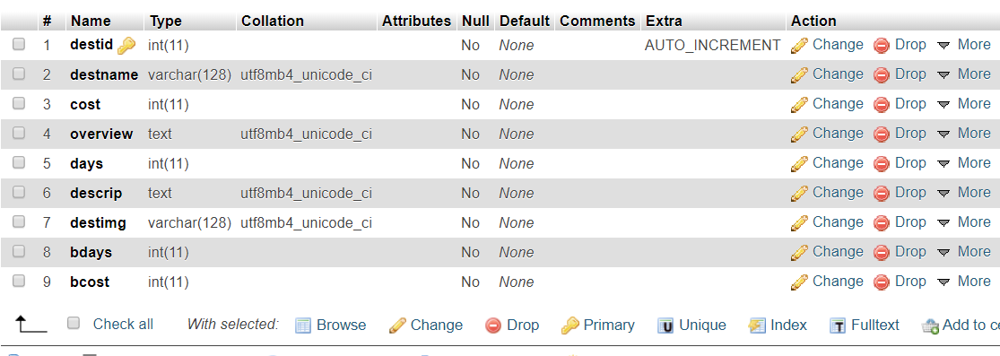 # Name Type Collation Attributes Null Default Comments Extra Action
1 destid int(11) No None AUTO_INCREMENT Change Drop More
2 destname varchar(128) utf8mb4_unicode_ci No None Change Drop More
3 cost int(11) No None Change Drop More
4 overview text utf8mb4_unicode_ci No None Change Drop More
5 days int(11) No None Change Drop More
6 descrip text utf8mb4_unicode_ci No None Change Drop More
7 destimg varchar(128) utf8mb4_unicode_ci No None Change Drop More
8 bdays int(11) No None Change Drop More
9 bcost int(11) No None Change Drop More
Check all With selected: Browse Change Drop Primary U Unique Index T Fulltext Add to ce